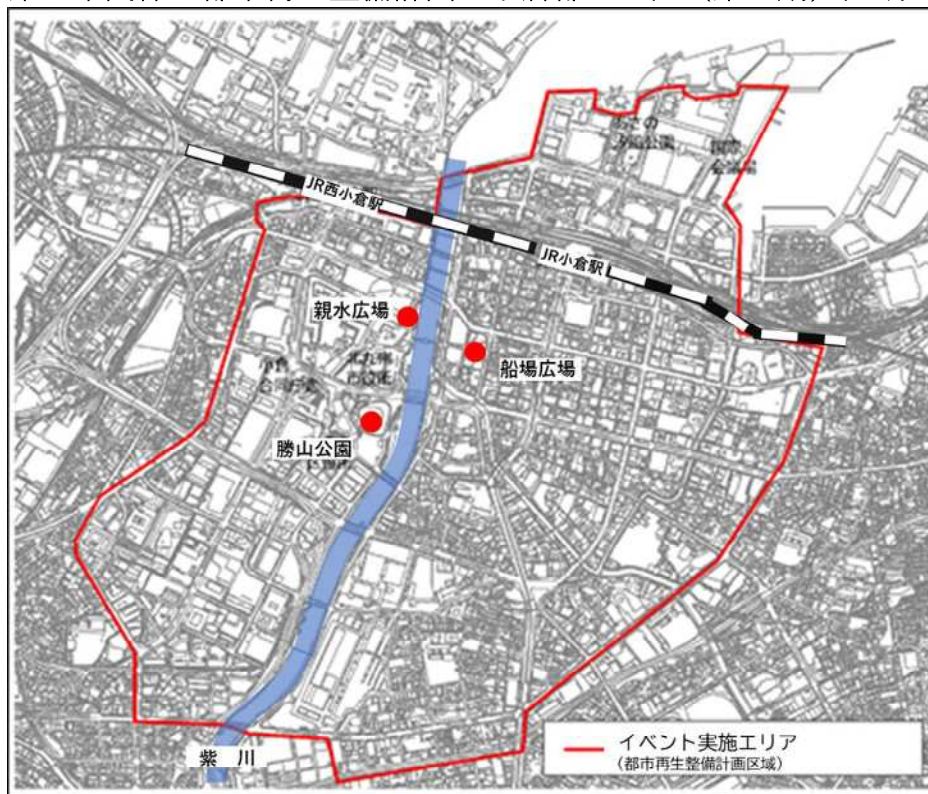 JR西小倉駅
JR小倉駅
親水広場
船場広場
勝山公園
紫 川
イベント実施エリア
(都市再生整備計画区域)